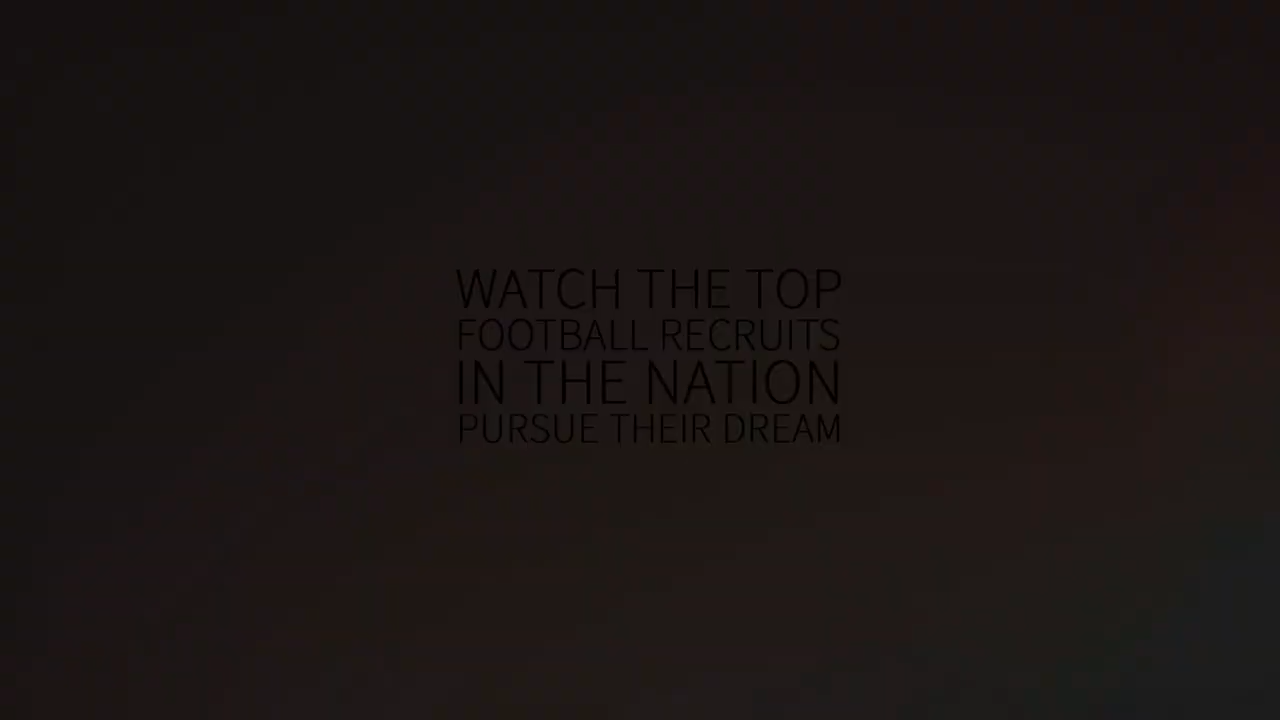 WATCH THE TOP
FOOTBALL RECRUITS
IN THE NATION
PURSUE THEIR DREAM